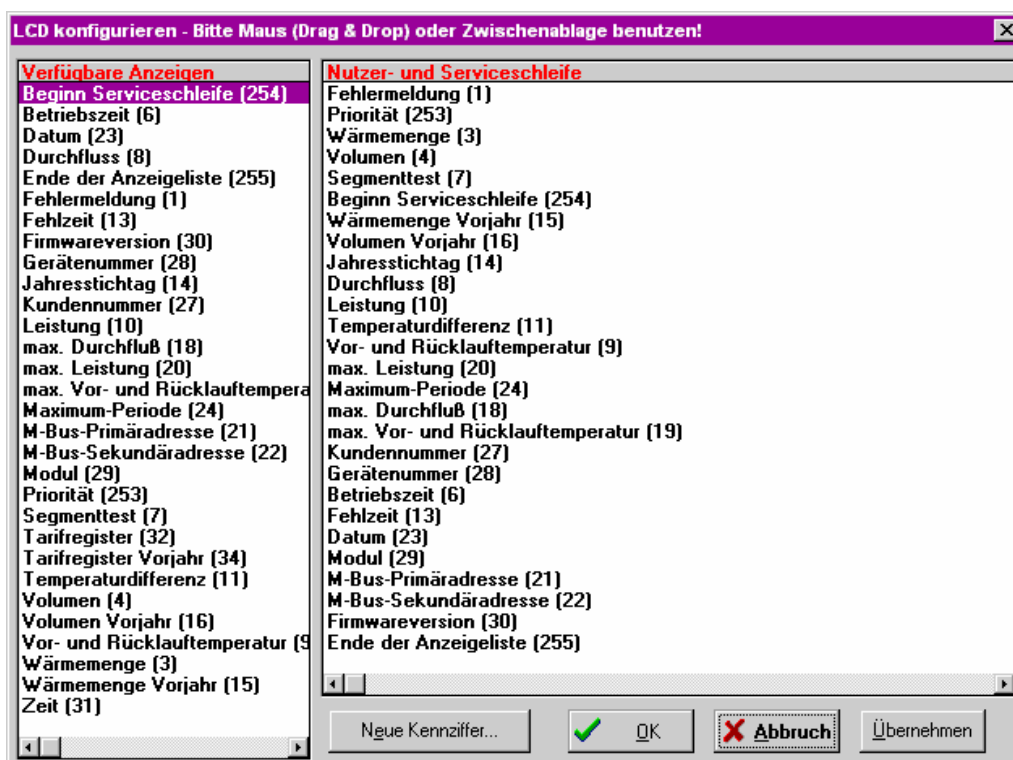 LCD konfigurieren - Bitte Maus (Drag & Drop) oder Zwischenablage benutzen!
Verfügbare Anzeigen
Beginn Serviceschleife (254)
Betriebszeit (6)
Datum (23)
Durchfluss (8)
Ende der Anzeigeliste (255)
Fehlermeldung (1)
Fehlzeit (13)
Firmwareversion (30)
Gerätenummer (28)
Jahresstichtag (14)
Kundennummer (27)
Leistung (10)
max. Durchfluß (18)
max. Leistung (20)
max. Vor- und Rücklauftempera
Maximum-Periode (24)
M-Bus-Primäradresse (21)
M-Bus-Sekundäradresse (22)
Modul (29)
Priorität (253)
Segmenttest (7)
Tarifregister (32)
Tarifregister Vorjahr (34)
Temperaturdifferenz (11)
Volumen (4)
Volumen Vorjahr (16)
Vor- und Rücklauftemperatur (9
Wärmemenge (3)
Wärmemenge Vorjahr (15)
Zeit (31)
Nutzer- und Serviceschleife
Fehlermeldung (1)
Priorität (253)
Wärmemenge (3)
Volumen (4)
Segmenttest (7)
Beginn Serviceschleife (254)
Wärmemenge Vorjahr (15)
Volumen Vorjahr (16)
Jahresstichtag (14)
Durchfluss (8)
Leistung (10)
Temperaturdifferenz (11)
Vor- und Rücklauftemperatur (9)
max. Leistung (20)
Maximum-Periode (24)
max. Durchfluß (18)
max. Vor- und Rücklauftemperatur (19)
Kundennummer (27)
Gerätenummer (28)
Betriebszeit (6)
Fehlzeit (13)
Datum (23)
Modul (29)
M-Bus-Primäradresse (21)
M-Bus-Sekundäradresse (22)
Firmwareversion (30)
Ende der Anzeigeliste (255)
Neue Kennziffer...
OK
Abbruch
Übernehmen